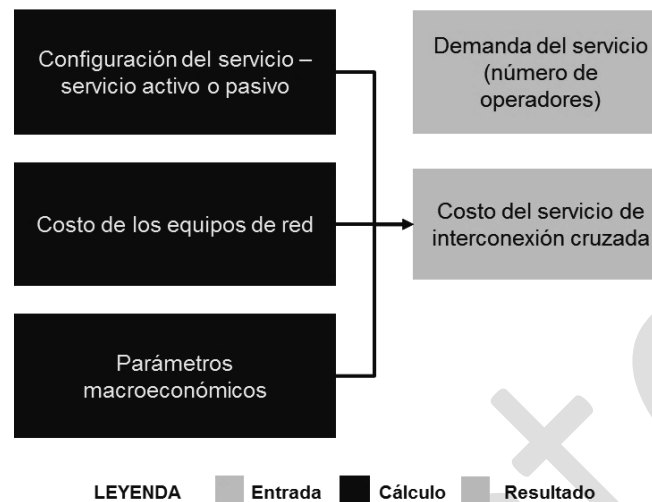 Configuración del servicio –
servicio activo o pasivo
Demanda del servicio
(número de
operadores)
Costo de los equipos de red
Costo del servicio de
interconexión cruzada
Parámetros
macroeconómicos
LEYENDA Entrada Cálculo Resultado